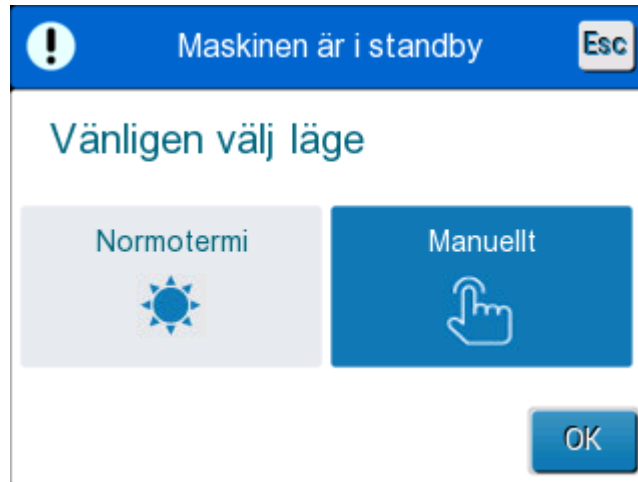 Maskinen är i standby
Esc
Vänligen välj läge
Normotermi
Manuellt
OK